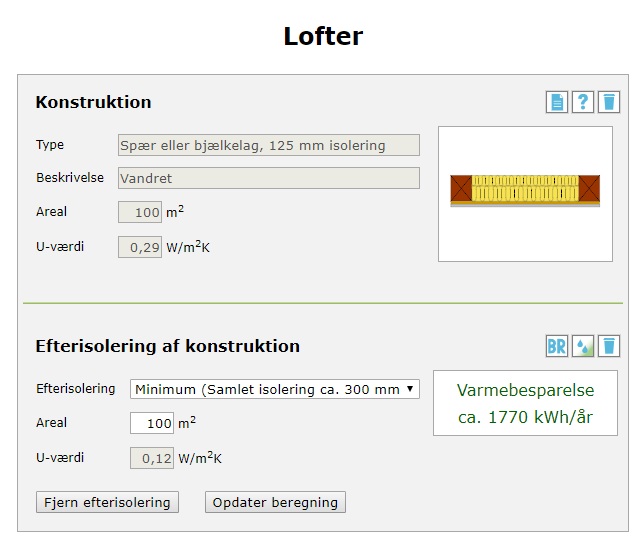 Lofter
Konstruktion
?
Type Spær eller bjælkelag, 125 mm isolering
Beskrivelse Vandret
Areal 100 m²
U-værdi 0,29 W/m²K
Efterisolering af konstruktion
BR
Efterisolering Minimum (Samlet isolering ca. 300 mm
Varmebesparelse
ca. 1770 kWh/år
Areal 100 m²
U-værdi 0,12 W/m²K
Fjern efterisolering Opdater beregning